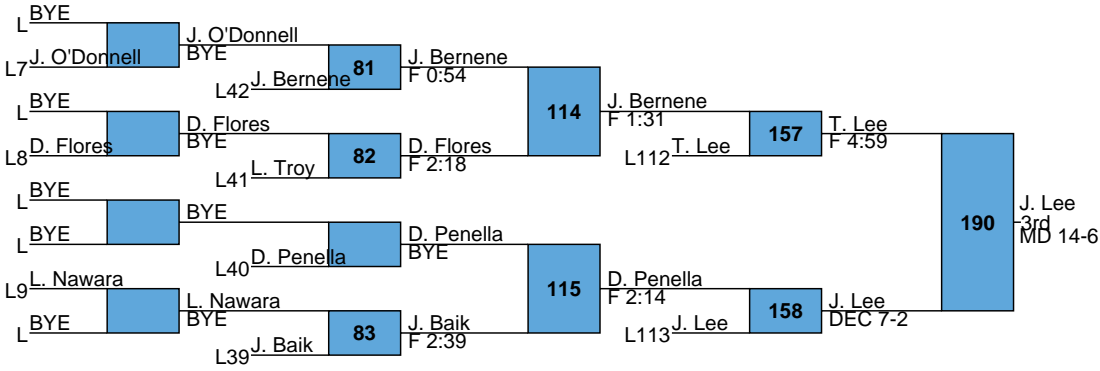 BYE
L
J. O'Donnell
BYE
J. O'Donnell
L7
81
J. Bernene
F 0:54
J. Bernene
L42
BYE
L
114
J. Bernene
F 1:31
D. Flores
BYE
D. Flores
L8
82
D. Flores
F 2:18
L. Troy
L41
157
T. Lee
F 4:59
T. Lee
L112
BYE
L
BYE
BYE
L
D. Penella
BYE
D. Penella
L40
190
J. Lee
3rd
MD 14-6
L. Nawara
L9
115
D. Penella
F 2:14
L. Nawara
BYE
BYE
L
83
J. Baik
F 2:39
J. Baik
L39
158
J. Lee
DEC 7-2
J. Lee
L113